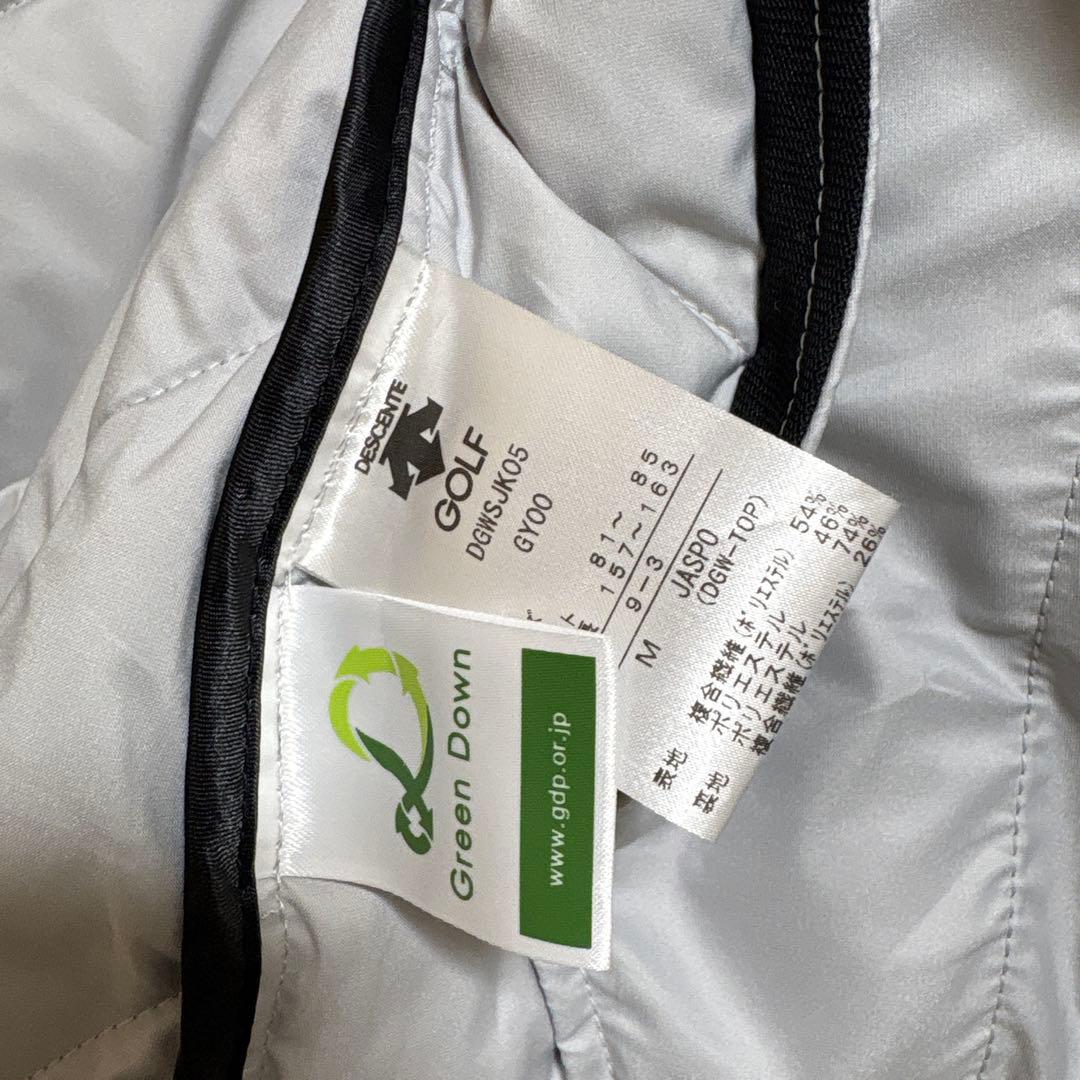 DESCENTE
GOLF
DGWSJK05
GY00
81〜 85
157〜163
9-3
M
JASPO
(DGW-TOP)
表地 複合繊維(ポリエステル) 54%
ポリエステル 46%
裏地 ポリエステル 74%
複合繊維(ポリエステル) 26%
Green Down
www.gdp.or.jp